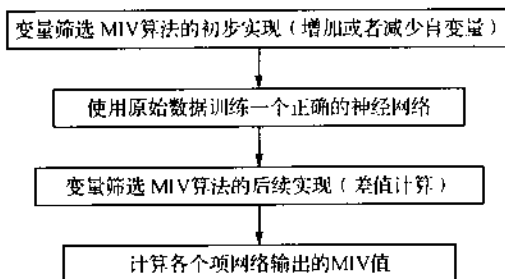 变量筛选 MIV算法的初步实现（增加或者减少自变量）
使用原始数据训练一个正确的神经网络
变量筛选 MIV算法的后续实现（差值计算）
计算各个项网络输出的MIV值